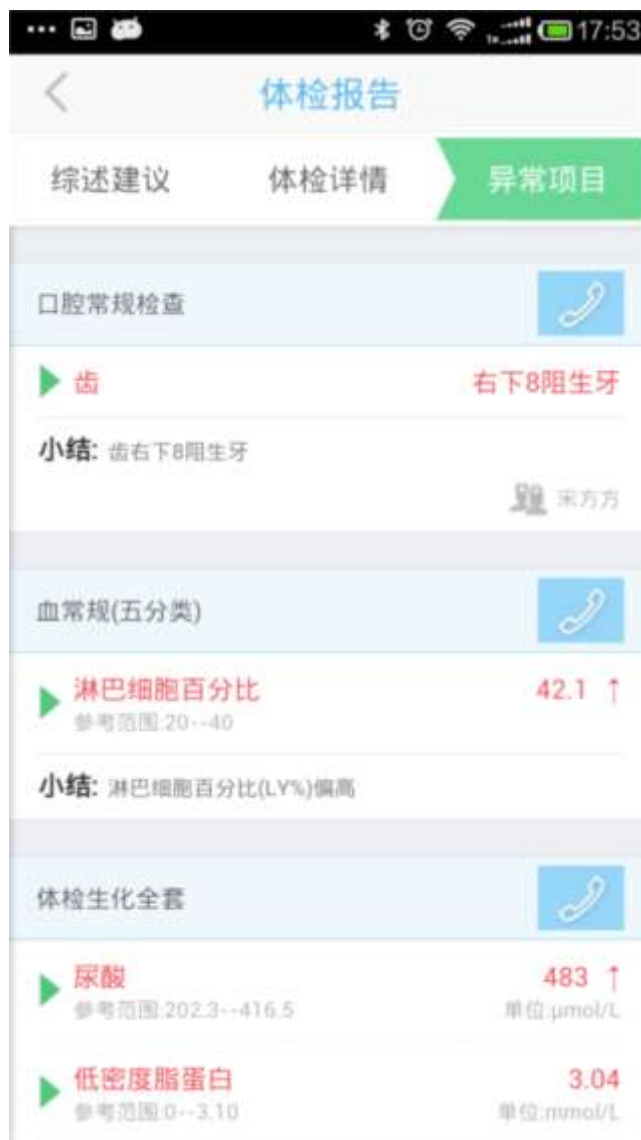 17:53
体检报告
综述建议 体检详情 异常项目
口腔常规检查
齿 右下8阻生牙
小结: 齿右下8阻生牙
宋方方
血常规(五分类)
淋巴细胞百分比 42.1 ↑
参考范围:20--40
小结: 淋巴细胞百分比(LY%)偏高
体检生化全套
尿酸 483 ↑
参考范围:202.3--416.5 单位:μmol/L
低密度脂蛋白 3.04
参考范围:0--3.10 单位:mmol/L